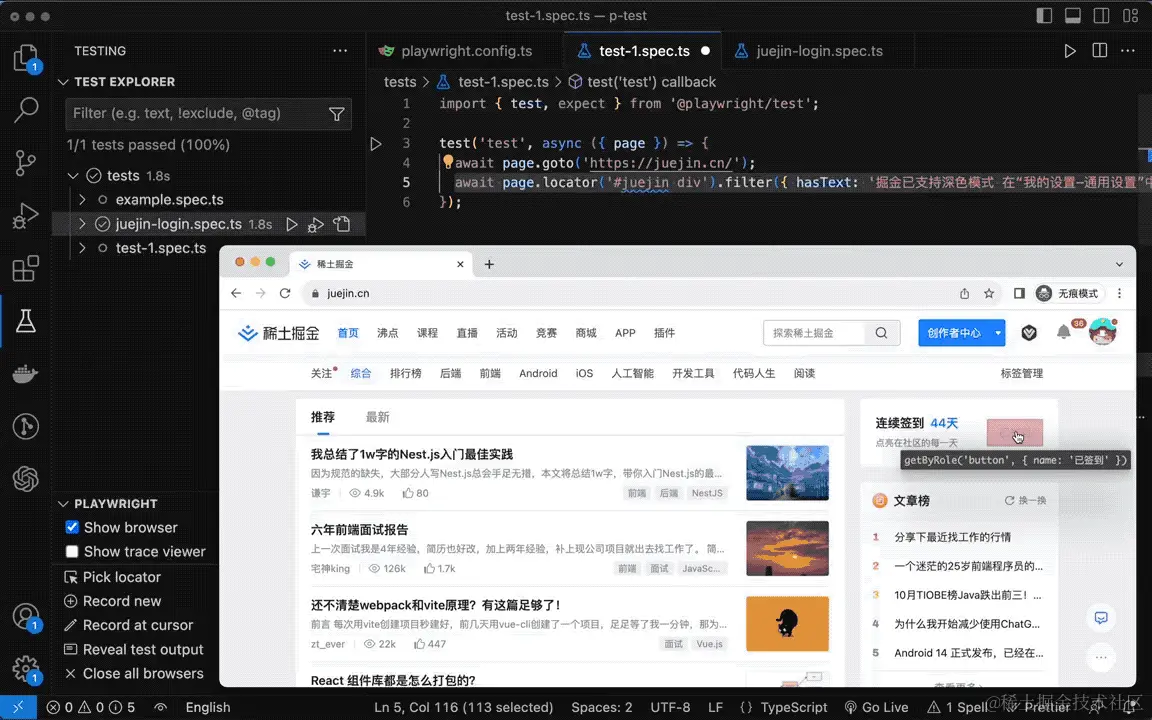 test-1.spec.ts — p-test
1
TESTING
TEST EXPLORER
Filter (e.g. text, !exclude, @tag)
1/1 tests passed (100%)
tests 1.8s
example.spec.ts
juejin-login.spec.ts 1.8s
test-1.spec.ts
playwright.config.ts
test-1.spec.ts
juejin-login.spec.ts
tests > test-1.spec.ts > test('test') callback
1 import { test, expect } from '@playwright/test';
2
3 test('test', async ({ page }) => {
4 await page.goto('https://juejin.cn/');
5 await page.locator('#juejin div').filter({ hasText: '掘金已支持深色模式 在“我的设置-通用设置”中
6 });
稀土掘金
juejin.cn
无痕模式
稀土掘金
首页 沸点 课程 直播 活动 竞赛 商城 APP 插件
探索稀土掘金
创作者中心
36
关注 综合 排行榜 后端 前端 Android iOS 人工智能 开发工具 代码人生 阅读
标签管理
推荐 最新
我总结了1w字的Nest.js入门最佳实践
因为规范的缺失，大部分人写Nest.js总会手足无措，本文将总结1w字，带你入门Nest.js的最...
谦宇 4.9k 80
前端 后端 NestJS
六年前端面试报告
上一次面试我是4年经验，简历也好改，加上两年经验，补上现公司项目就出去找工作了。 简...
宅神king 126k 1.7k
前端 面试 JavaSc...
还不清楚webpack和vite原理？有这篇足够了！
前言 每次用vite创建项目秒建好，前几天用vue-cli创建了一个项目，足足等了我一分钟，那为...
zt_ever 22k 447
面试 Vue.js
React 组件库都是怎么打包的？
连续签到 44天
点亮在社区的每一天
getByRole('button', { name: '已签到' })
文章榜
换一换
1 分享下最近找工作的行情
2 一个迷茫的25岁前端程序员的...
3 10月TIOBE榜Java跌出前三！...
4 为什么我开始减少使用ChatG...
5 Android 14 正式发布，已经在...
查看更多
PLAYWRIGHT
Show browser
Show trace viewer
Pick locator
Record new
Record at cursor
Reveal test output
Close all browsers
1
1
0 0 5
English
Ln 5, Col 116 (113 selected)
Spaces: 2
UTF-8
LF
{ } TypeScript
Go Live
1 Spell
Prettier
@稀土掘金技术社区